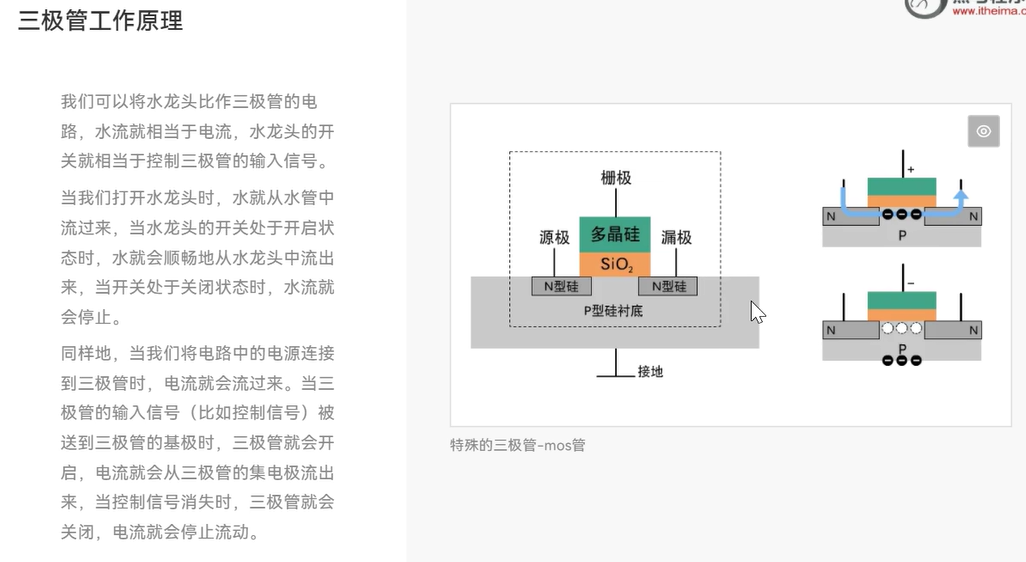 三极管工作原理
www.itheima.c
我们可以将水龙头比作三极管的电
路，水流就相当于电流，水龙头的开
关就相当于控制三极管的输入信号。
当我们打开水龙头时，水就从水管中
流过来，当水龙头的开关处于开启状
态时，水就会顺畅地从水龙头中流出
来，当开关处于关闭状态时，水流就
会停止。
同样地，当我们将电路中的电源连接
到三极管时，电流就会流过来。当三
极管的输入信号（比如控制信号）被
送到三极管的基极时，三极管就会开
启，电流就会从三极管的集电极流出
来，当控制信号消失时，三极管就会
关闭，电流就会停止流动。
栅极
源极
多晶硅
漏极
SiO₂
N型硅
N型硅
P型硅衬底
接地
+
N
N
P
−
N
N
P
特殊的三极管-mos管